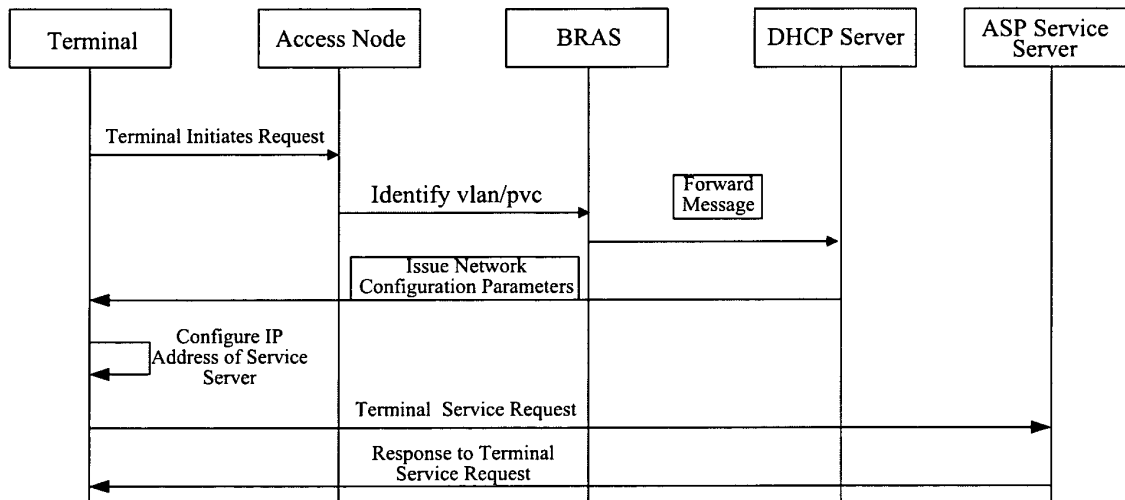 Terminal
Access Node
BRAS
DHCP Server
ASP Service
Server
Terminal Initiates Request
Identify vlan/pvc
Forward
Message
Issue Network
Configuration Parameters
Configure IP
Address of Service
Server
Terminal Service Request
Response to Terminal
Service Request